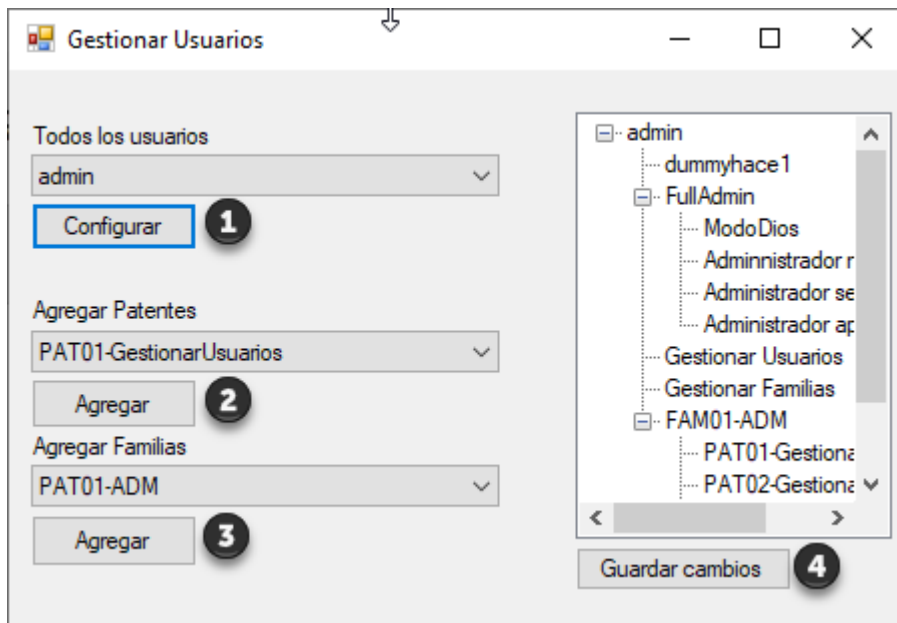 Gestionar Usuarios
Todos los usuarios
admin
Configurar
1
Agregar Patentes
PAT01-GestionarUsuarios
Agregar
2
Agregar Familias
PAT01-ADM
Agregar
3
admin
dummyhace1
FullAdmin
ModoDios
Adminnistrador r
Administrador se
Administrador ap
Gestionar Usuarios
Gestionar Familias
FAM01-ADM
PAT01-Gestiona
PAT02-Gestiona
Guardar cambios
4